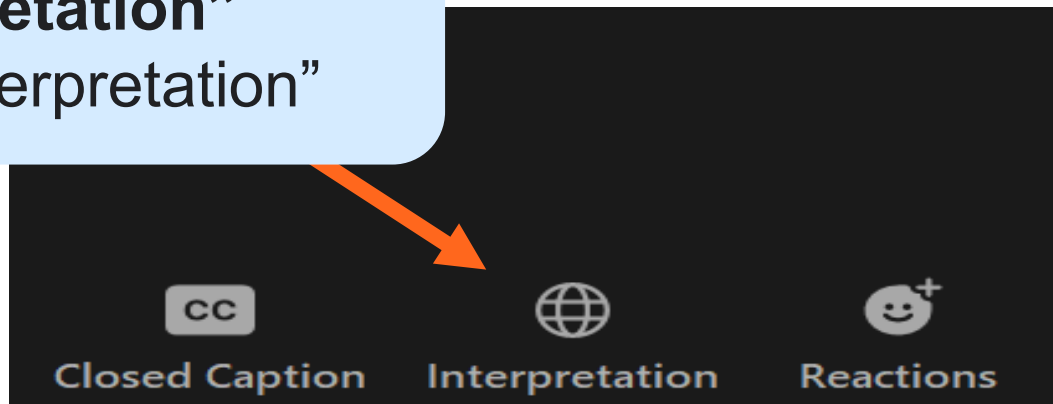 etation”
erpretation”
CC
Closed Caption Interpretation Reactions